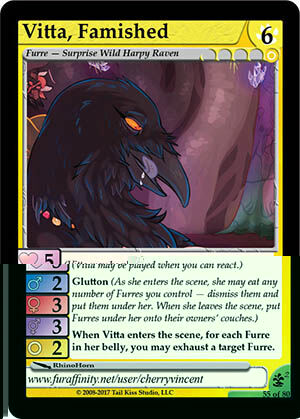 Vitta, Famished
6
Furre — Surprise Wild Harpy Raven
5
(Vitta may be played when you can react.)
2
Glutton (As she enters the scene, she may eat any
number of Furres you control — dismiss them and
3
put them under her. When she leaves the scene, put
Furres under her onto their owners' couches.)
3
When Vitta enters the scene, for each Furre
2
in her belly, you may exhaust a target Furre.
RhinoHorn
www.furaffinity.net/user/cherryvincent
2
© 2008-2017 Tail Kiss Studio, LLC
55 of 80